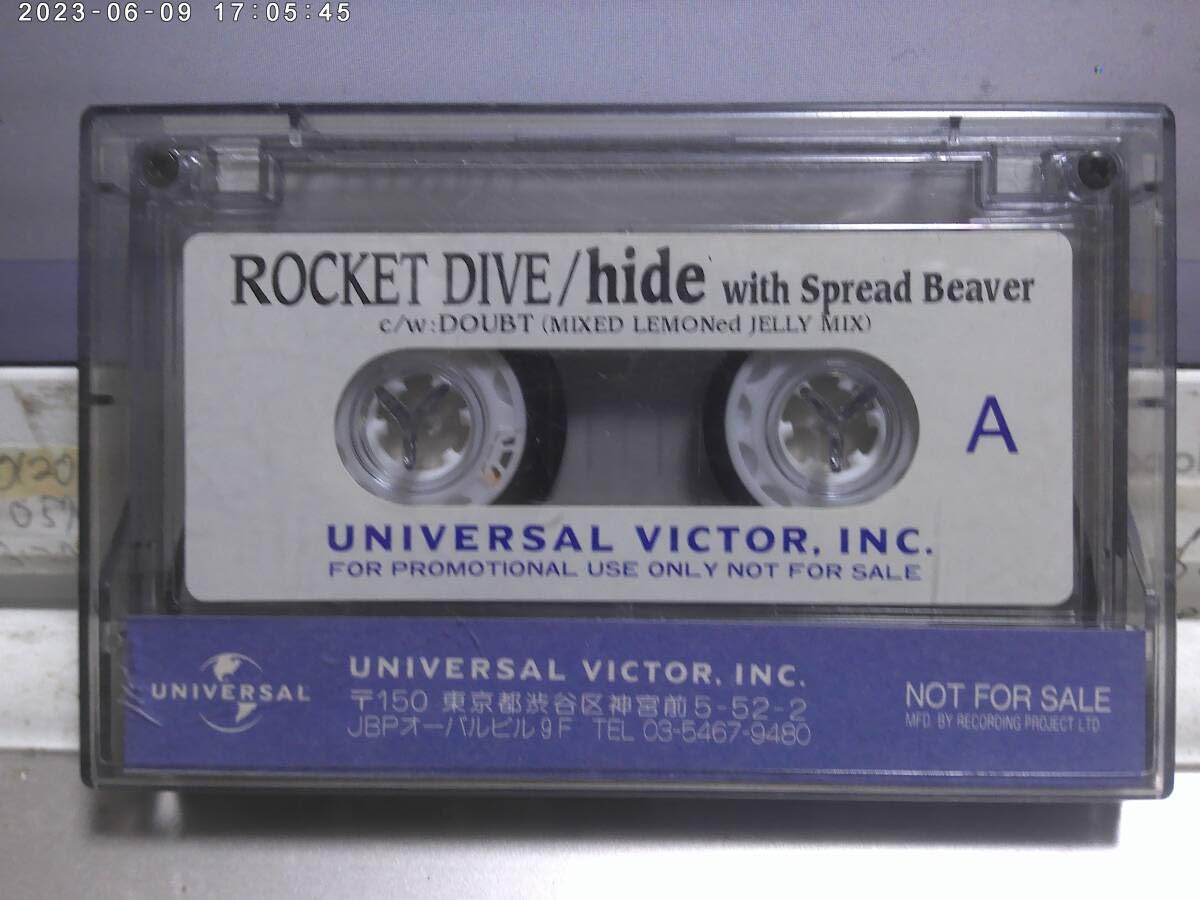 2023-06-09 17:05:45
ROCKET DIVE/hide with Spread Beaver
c/w:DOUBT (MIXED LEMONed JELLY MIX)
A
UNIVERSAL VICTOR, INC.
FOR PROMOTIONAL USE ONLY NOT FOR SALE
UNIVERSAL
UNIVERSAL VICTOR, INC.
〒150 東京都渋谷区神宮前5-52-2
JBPオーバルビル9F TEL 03-5467-9480
NOT FOR SALE
MFD. BY RECORDING PROJECT LTD.